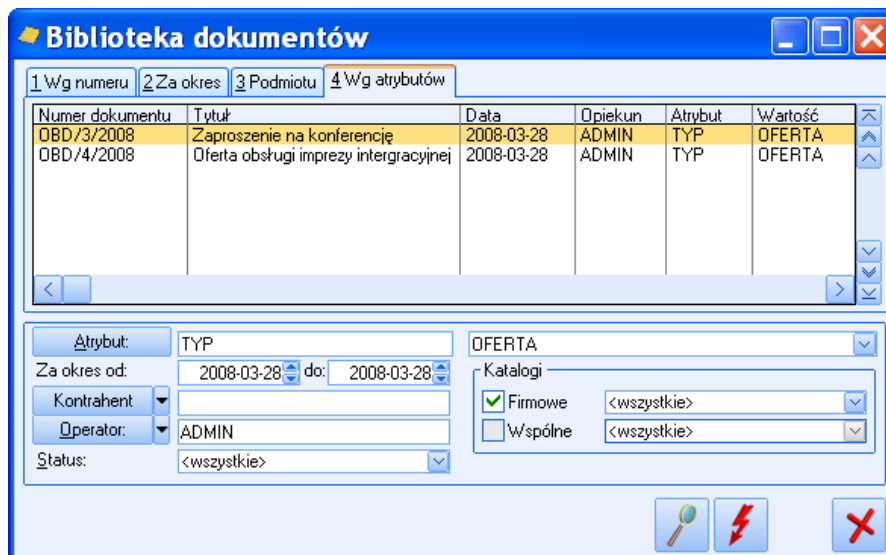 Biblioteka dokumentów
1 Wg numeru 2 Za okres 3 Podmiotu 4 Wg atrybutów
Numer dokumentu Tytuł Data Opiekun Atrybut Wartość
OBD/3/2008 Zaproszenie na konferencję 2008-03-28 ADMIN TYP OFERTA
OBD/4/2008 Oferta obsługi imprezy intergracyjnej 2008-03-28 ADMIN TYP OFERTA
Atrybut: TYP OFERTA
Za okres od: 2008-03-28 do: 2008-03-28 Katalogi
Kontrahent Firmowe <wszystkie>
Operator: ADMIN Wspólne <wszystkie>
Status: <wszystkie>